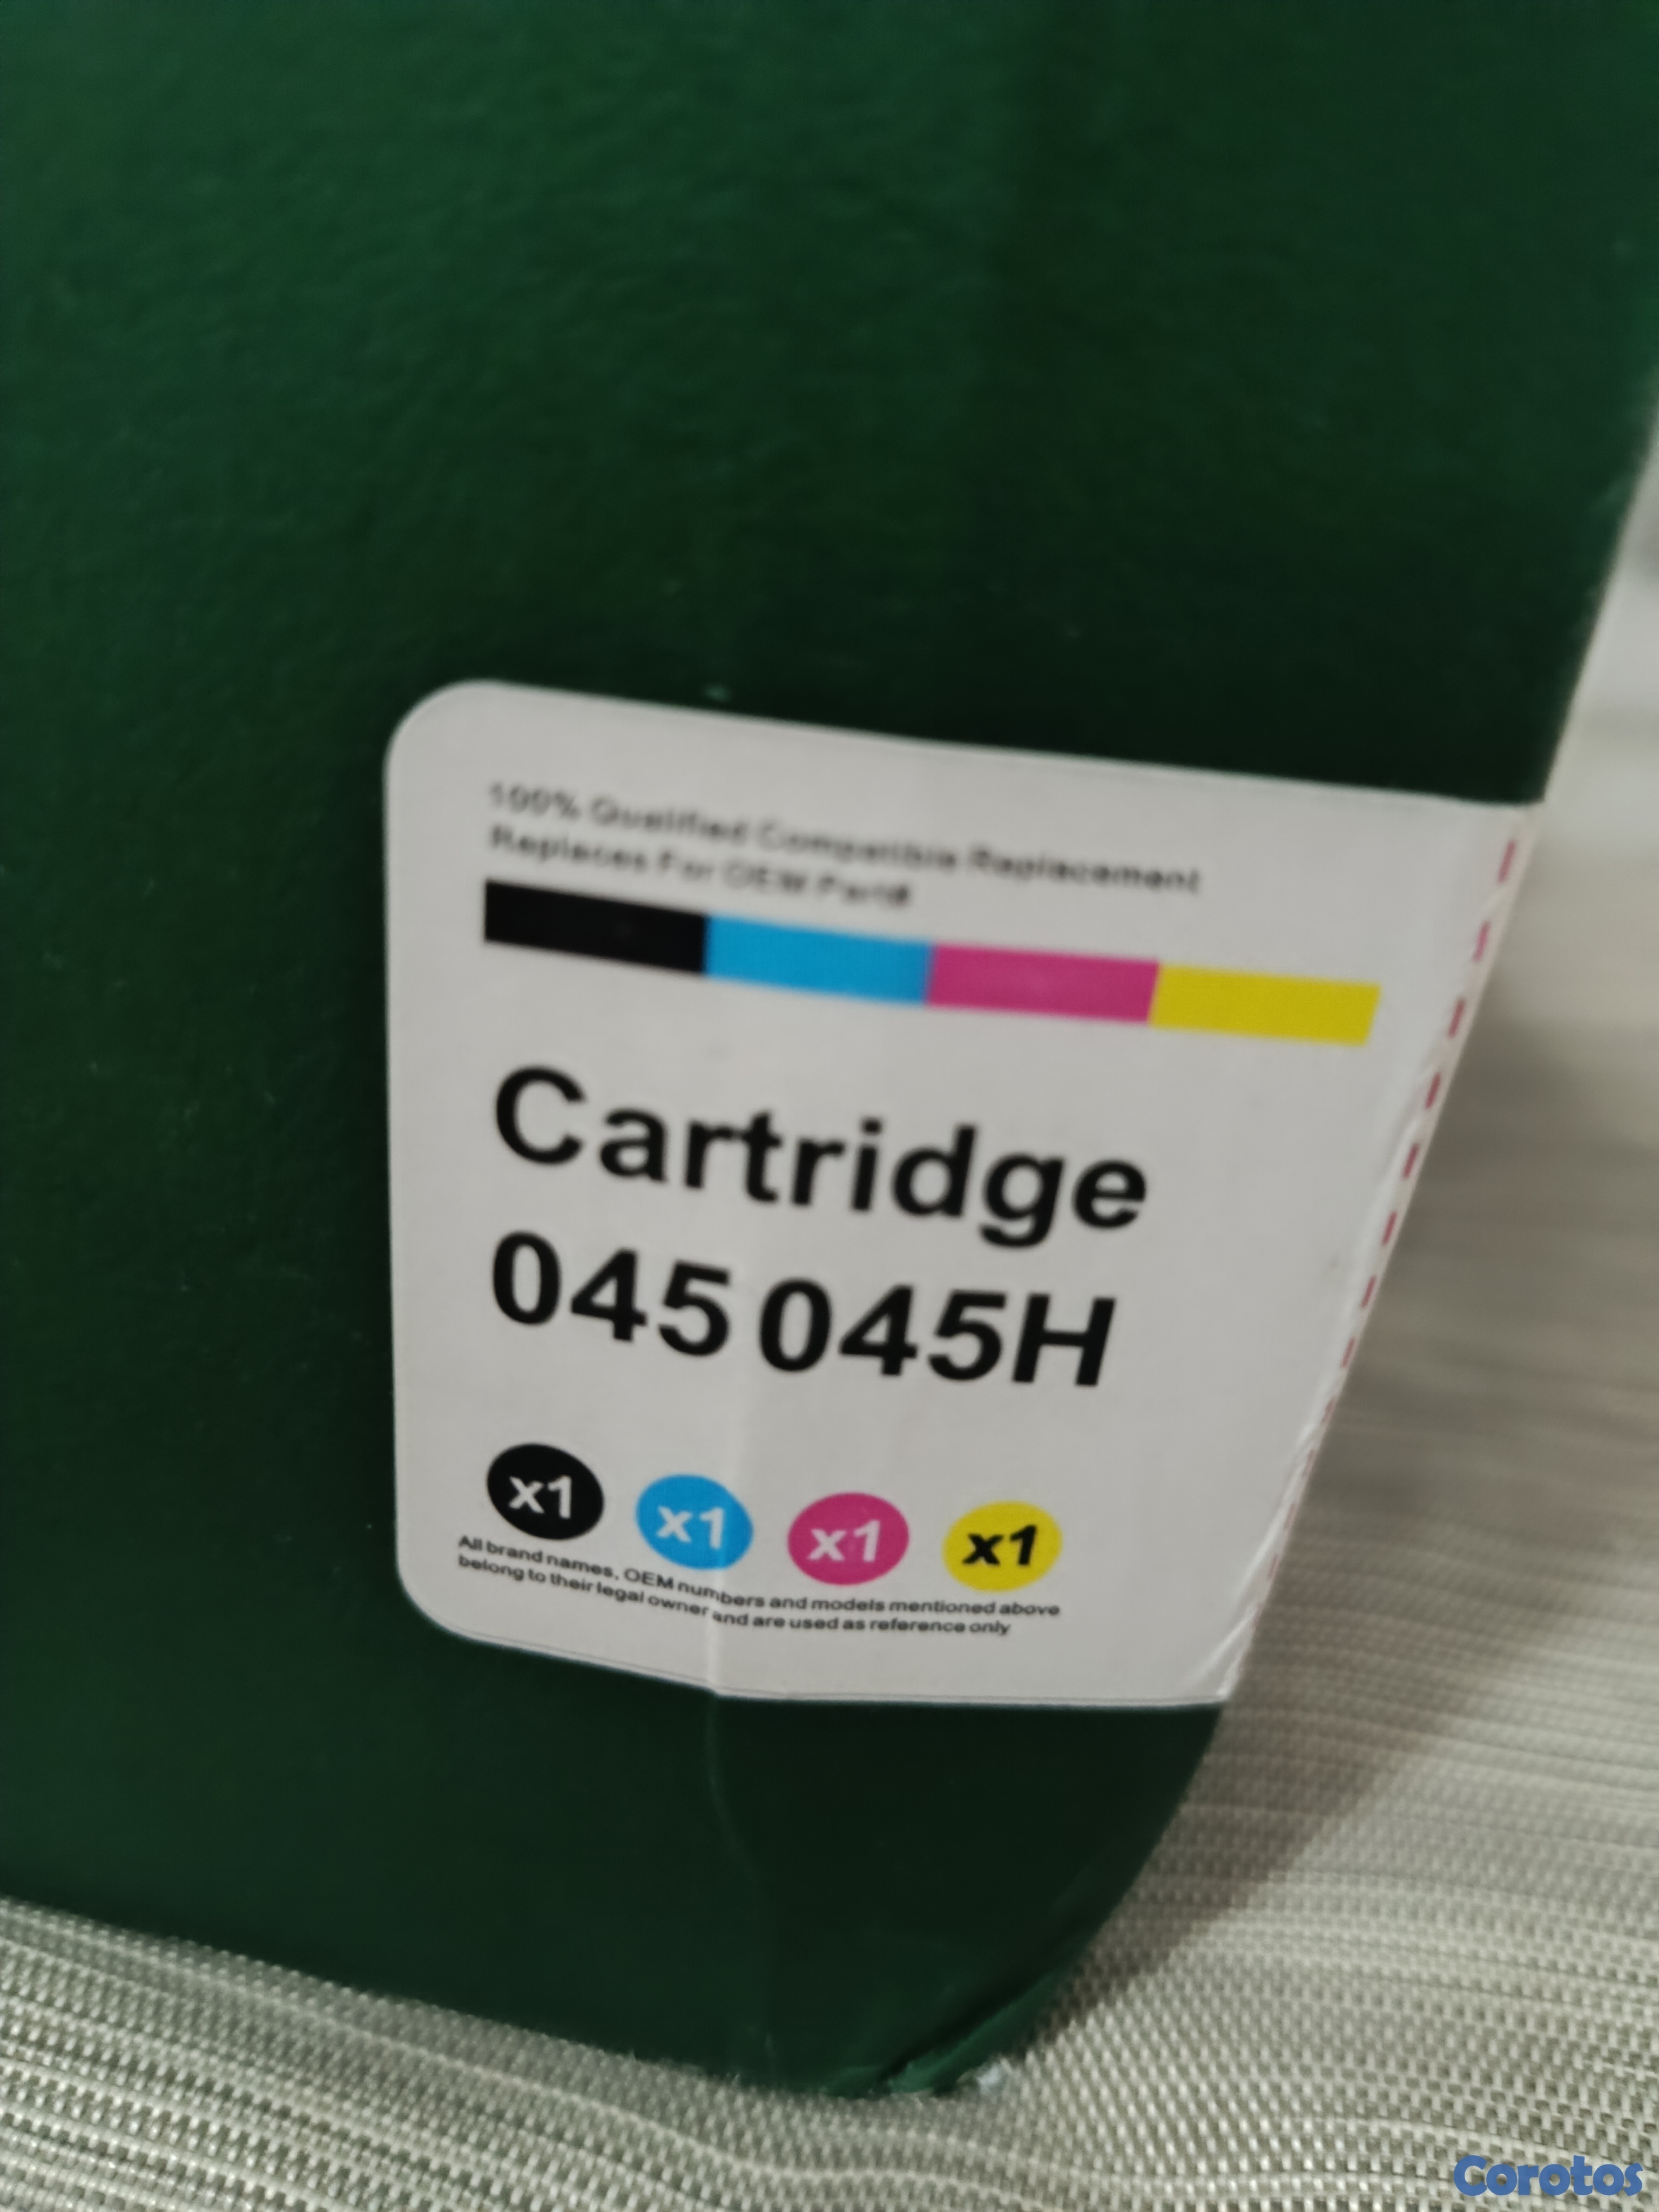 100% Qualified Compatible Replacement
Replaces For OEM Part#
Cartridge
045 045H
x1 x1 x1 x1
All brand names, OEM numbers and models mentioned above
belong to their legal owner and are used as reference only
Corotos